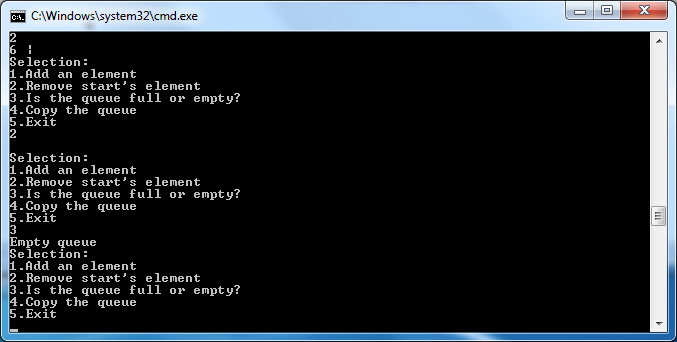 C:\Windows\system32\cmd.exe
2
6 ¦
Selection:
1.Add an element
2.Remove start's element
3.Is the queue full or empty?
4.Copy the queue
5.Exit
2
Selection:
1.Add an element
2.Remove start's element
3.Is the queue full or empty?
4.Copy the queue
5.Exit
3
Empty queue
Selection:
1.Add an element
2.Remove start's element
3.Is the queue full or empty?
4.Copy the queue
5.Exit